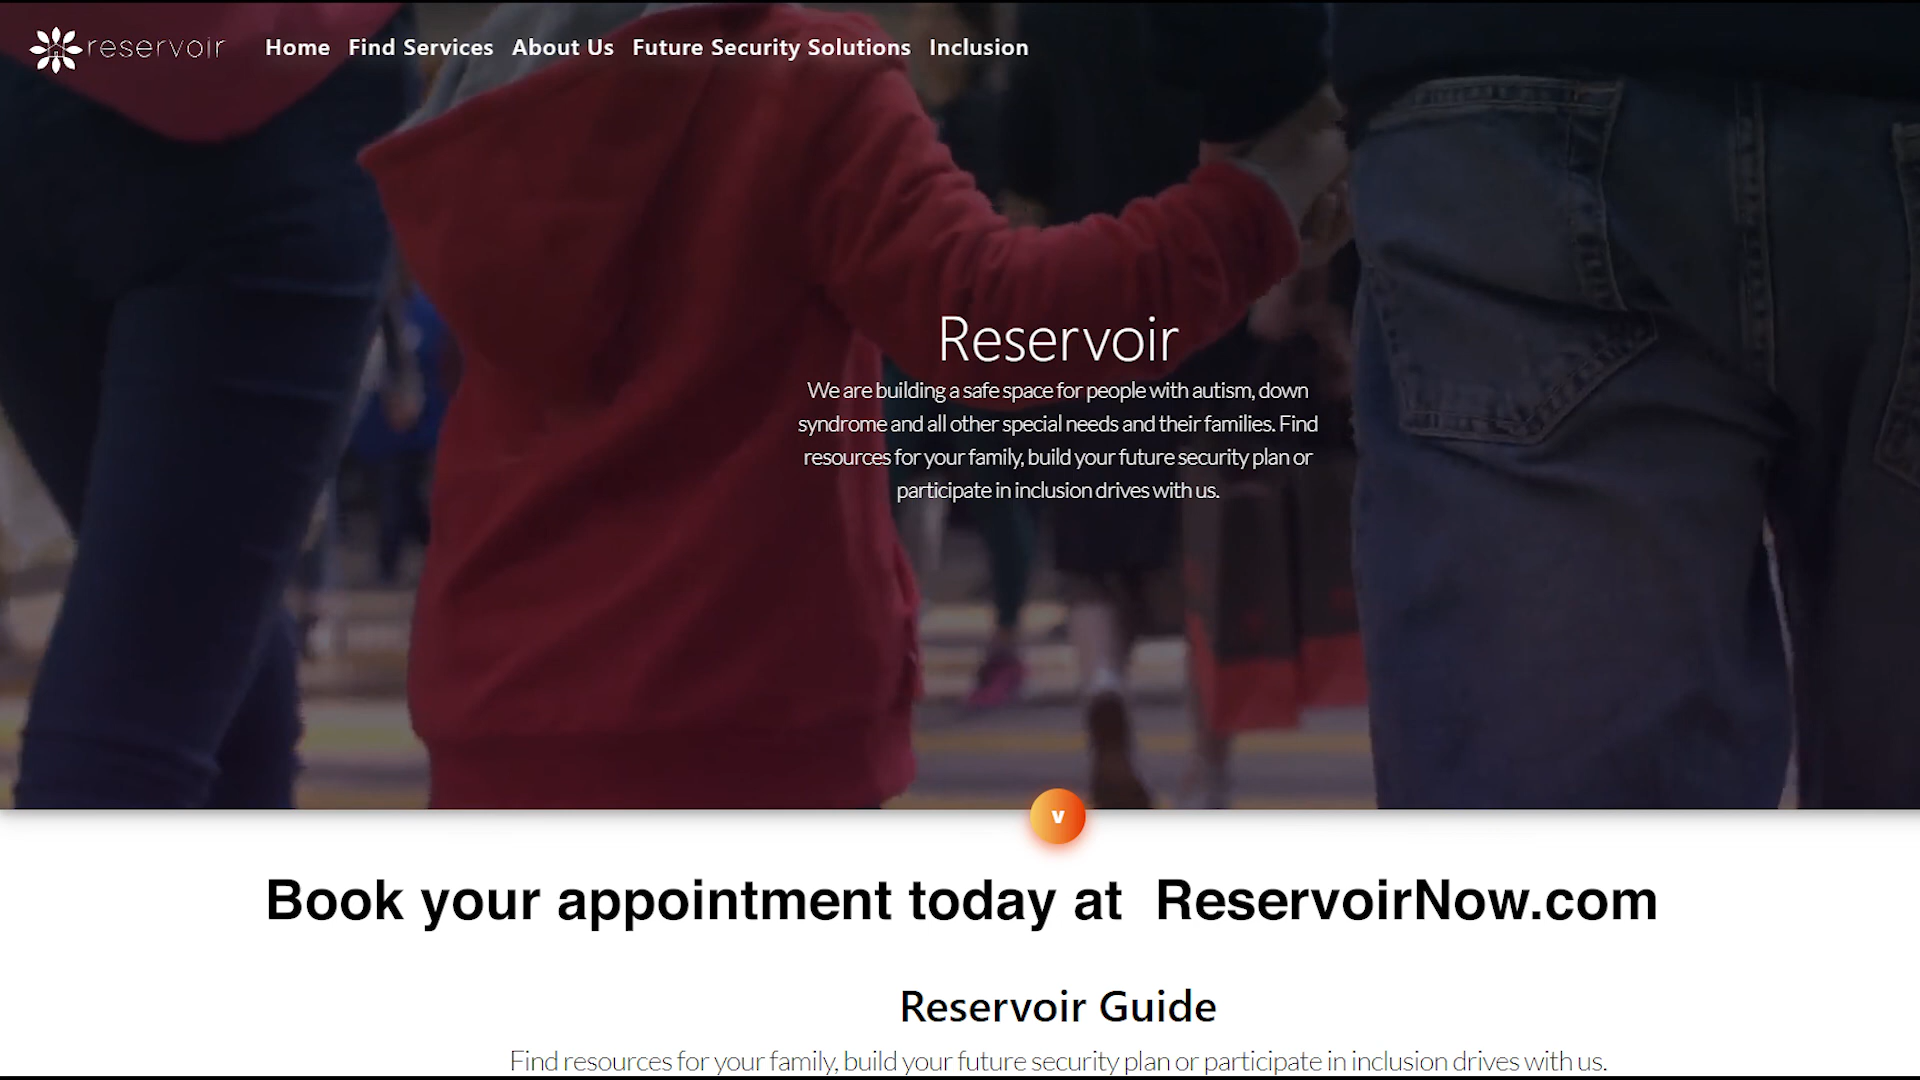 reservoir
Home Find Services About Us Future Security Solutions Inclusion
Reservoir
We are building a safe space for people with autism, down
syndrome and all other special needs and their families. Find
resources for your family, build your future security plan or
participate in inclusion drives with us.
v
Book your appointment today at ReservoirNow.com
Reservoir Guide
Find resources for your family, build your future security plan or participate in inclusion drives with us.